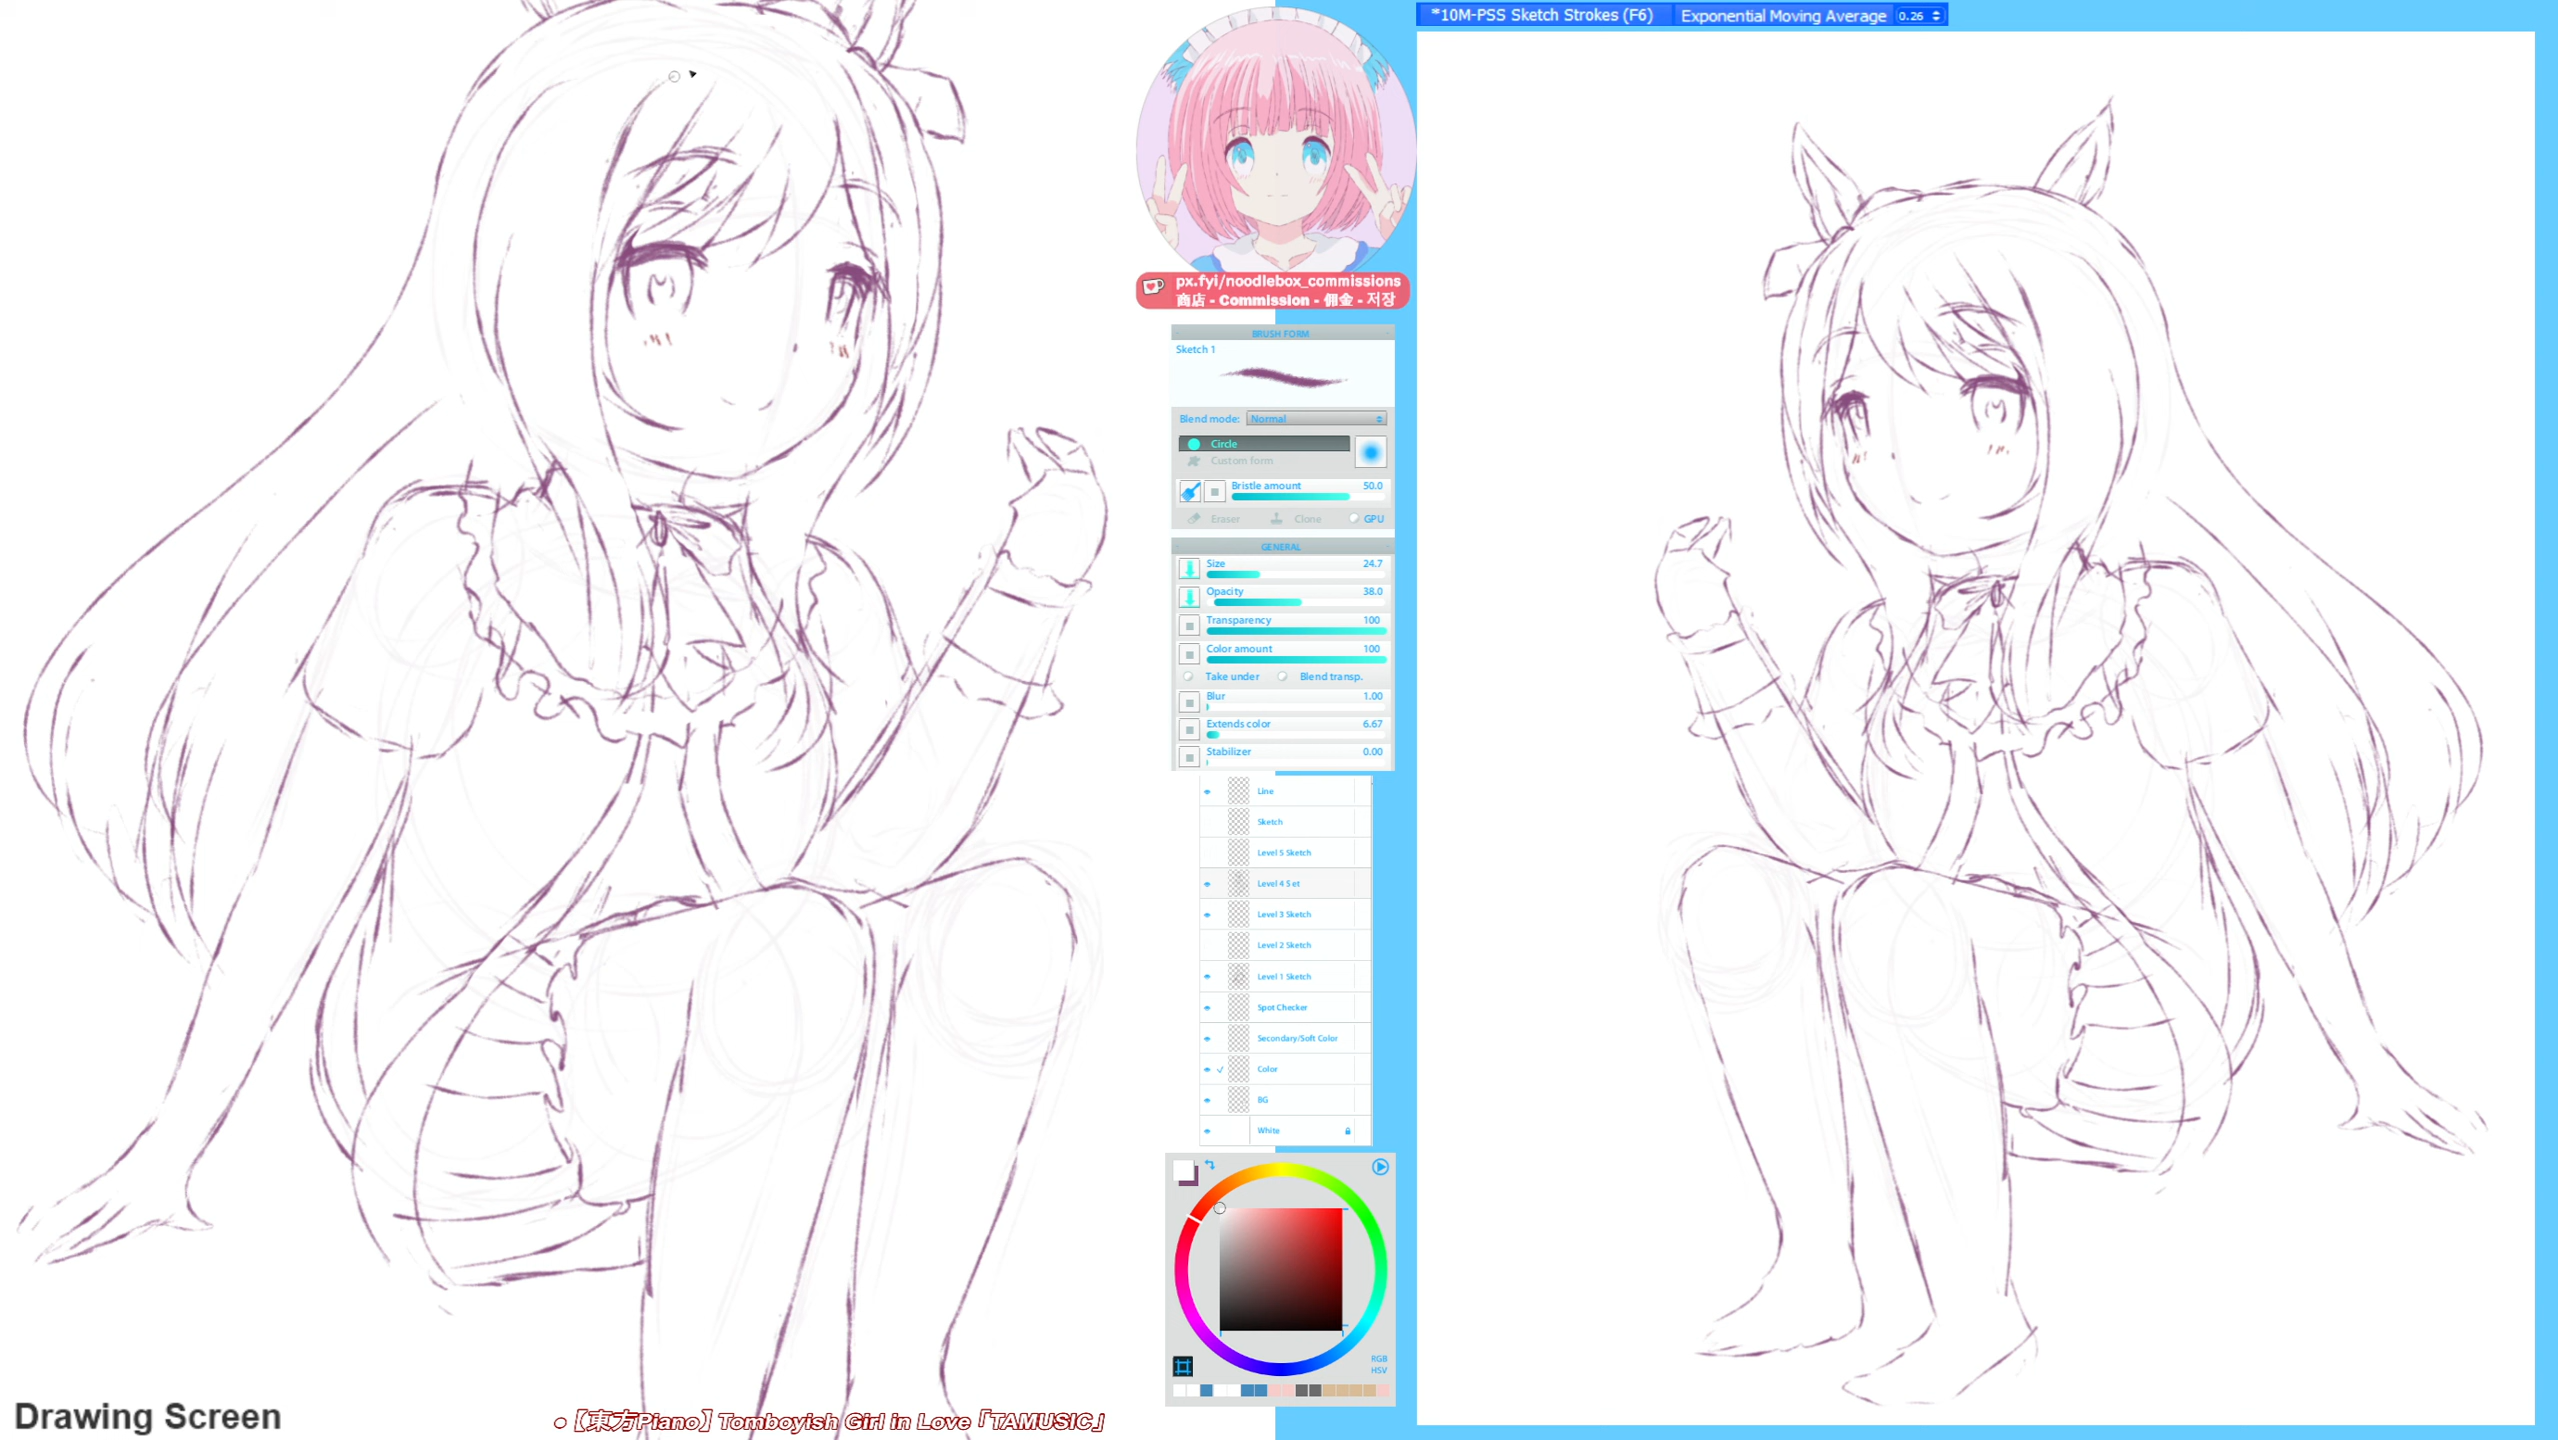 *10M-PSS Sketch Strokes (F6) Exponential Moving Average 0.26
px.fyi/noodlebox_commissions
商店 - Commission - 佣金 - 저장
BRUSH FORM
Sketch 1
Blend mode: Normal
Circle
Custom form
Bristle amount 50.0
Eraser Clone GPU
GENERAL
Size 24.7
Opacity 38.0
Transparency 100
Color amount 100
Take under Blend transp.
Blur 1.00
Extends color 6.67
Stabilizer 0.00
Line
Sketch
Level 5 Sketch
Level 4 S et
Level 3 Sketch
Level 2 Sketch
Level 1 Sketch
Spot Checker
Secondary/Soft Color
Color
BG
White
RGB
HSV
Drawing Screen
●【東方Piano】Tomboyish Girl in Love「TAMUSIC」